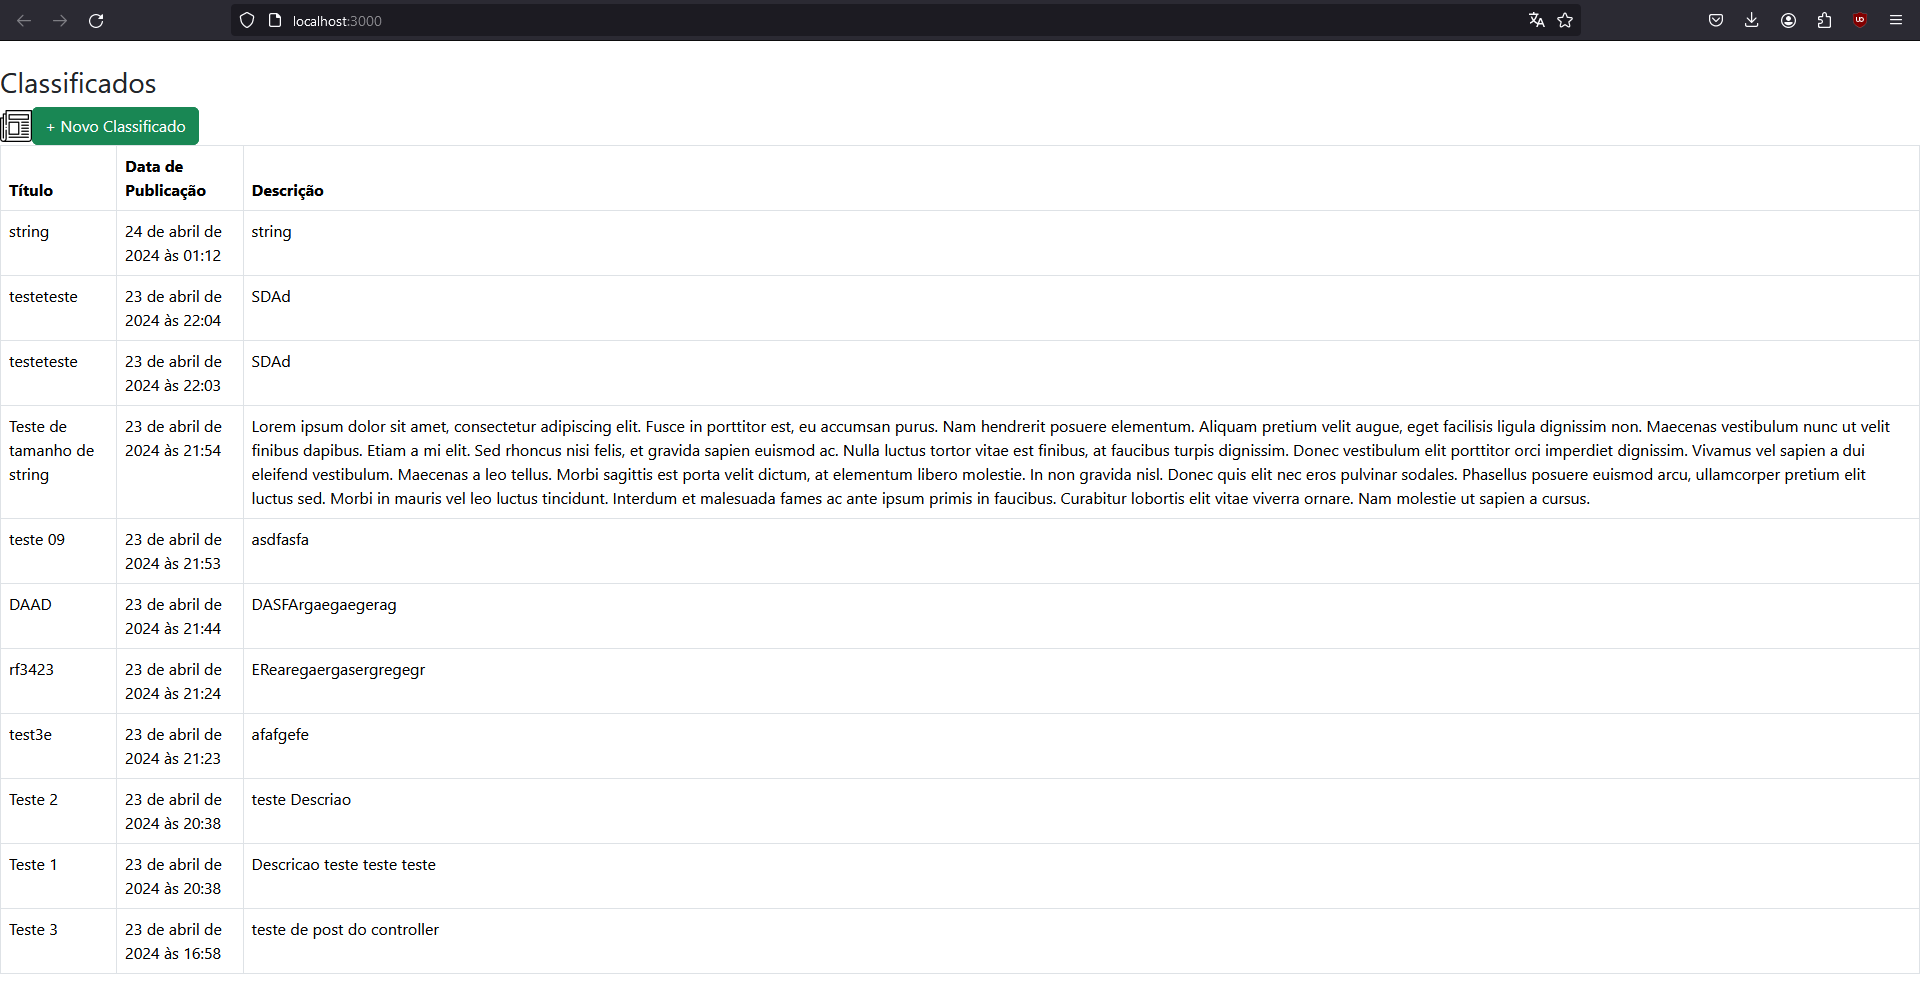 localhost:3000
Classificados
+ Novo Classificado
Título
Data de
Publicação
Descrição
string
24 de abril de
2024 às 01:12
string
testeteste
23 de abril de
2024 às 22:04
SDAd
testeteste
23 de abril de
2024 às 22:03
SDAd
Teste de
tamanho de
string
23 de abril de
2024 às 21:54
Lorem ipsum dolor sit amet, consectetur adipiscing elit. Fusce in porttitor est, eu accumsan purus. Nam hendrerit posuere elementum. Aliquam pretium velit augue, eget facilisis ligula dignissim non. Maecenas vestibulum nunc ut velit
finibus dapibus. Etiam a mi elit. Sed rhoncus nisi felis, et gravida sapien euismod ac. Nulla luctus tortor vitae est finibus, at faucibus turpis dignissim. Donec vestibulum elit porttitor orci imperdiet dignissim. Vivamus vel sapien a dui
eleifend vestibulum. Maecenas a leo tellus. Morbi sagittis est porta velit dictum, at elementum libero molestie. In non gravida nisl. Donec quis elit nec eros pulvinar sodales. Phasellus posuere euismod arcu, ullamcorper pretium elit
luctus sed. Morbi in mauris vel leo luctus tincidunt. Interdum et malesuada fames ac ante ipsum primis in faucibus. Curabitur lobortis elit vitae viverra ornare. Nam molestie ut sapien a cursus.
teste 09
23 de abril de
2024 às 21:53
asdfasfa
DAAD
23 de abril de
2024 às 21:44
DASFArgaegaegerag
rf3423
23 de abril de
2024 às 21:24
ERearegaergasergregegr
test3e
23 de abril de
2024 às 21:23
afafgefe
Teste 2
23 de abril de
2024 às 20:38
teste Descriao
Teste 1
23 de abril de
2024 às 20:38
Descricao teste teste teste
Teste 3
23 de abril de
2024 às 16:58
teste de post do controller